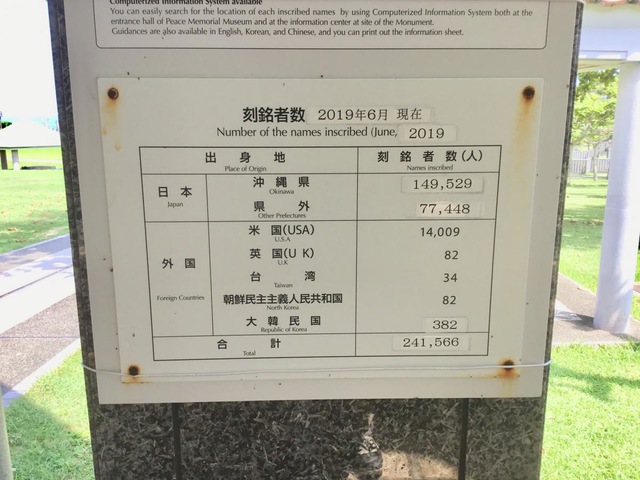 Computerized Information System available
You can easily search for the location of each inscribed names by using Computerized Information System both at the
entrance hall of Peace Memorial Museum and at the information center at site of the Monument.
Guidances are also available in English, Korean, and Chinese, and you can print out the information sheet.
刻銘者数 2019年6月 現在
Number of the names inscribed (June, 2019
出身地 刻銘者数(人)
Place of Origin Names inscribed
日本 沖縄県 149,529
Japan Okinawa
県外 77,448
Other Prefectures
米国(USA) 14,009
U.S.A
外国 英国(UK) 82
U.K
台湾 34
Taiwan
Foreign Countries 朝鮮民主主義人民共和国 82
North Korea
大韓民国 382
Republic of Korea
合計 241,566
Total